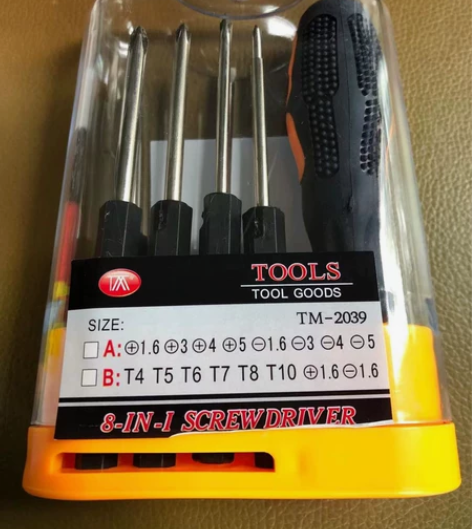 TM
TOOLS
TOOL GOODS
SIZE:
TM-2039
□ A: ⊕1.6 ⊕3 ⊕4 ⊕5 ⊖1.6 ⊖3 ⊖4 ⊖5
□ B: T4 T5 T6 T7 T8 T10 ⊕1.6 ⊖1.6
8-IN-1 SCREWDRIVER